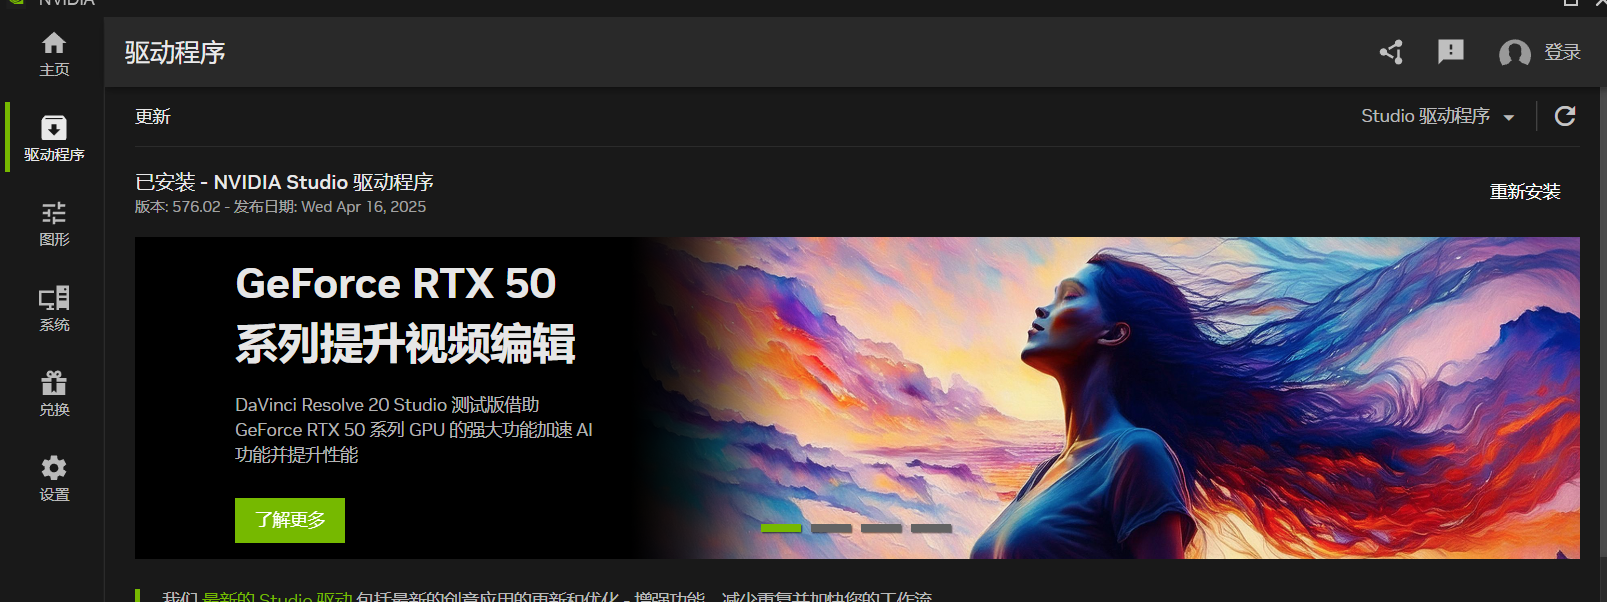 NVIDIA
主页
驱动程序
图形
系统
兑换
设置
驱动程序
登录
更新
Studio 驱动程序
已安装 - NVIDIA Studio 驱动程序
版本: 576.02 - 发布日期: Wed Apr 16, 2025
重新安装
GeForce RTX 50
系列提升视频编辑
DaVinci Resolve 20 Studio 测试版借助
GeForce RTX 50 系列 GPU 的强大功能加速 AI
功能并提升性能
了解更多
我们 最新的 Studio 驱动 包括最新的创意应用的更新和优化 - 增强功能、减少重复并加快您的工作流